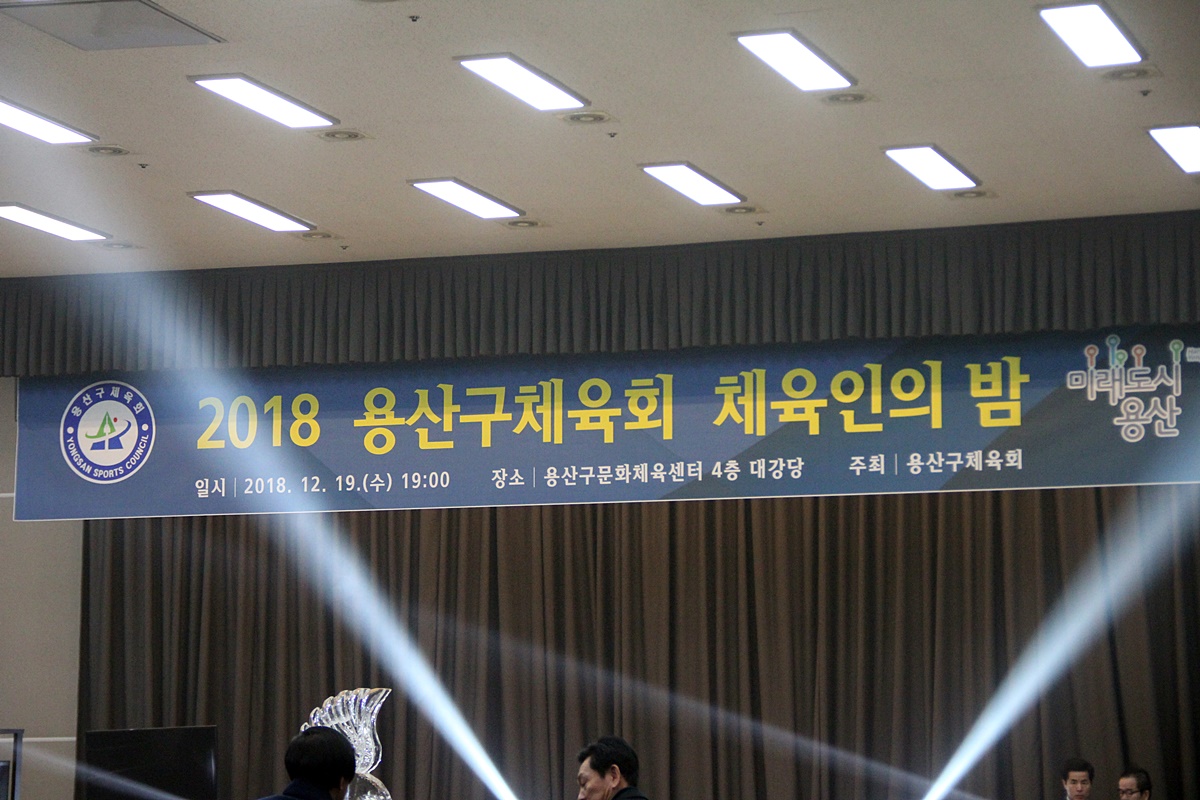 용산구체육회
YONGSAN SPORTS COUNCIL
2018 용산구체육회 체육인의 밤
일시 | 2018. 12. 19.(수) 19:00 장소 | 용산구문화체육센터 4층 대강당 주최 | 용산구체육회
미래도시
용산